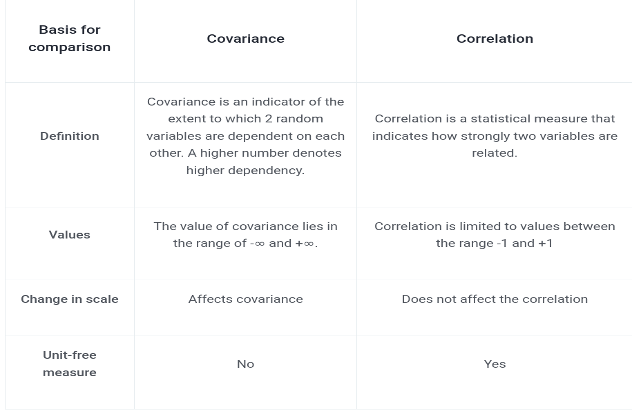 Basis for
comparison
Covariance
Correlation
Definition
Covariance is an indicator of the
extent to which 2 random
variables are dependent on each
other. A higher number denotes
higher dependency.
Correlation is a statistical measure that
indicates how strongly two variables are
related.
Values
The value of covariance lies in
the range of -∞ and +∞.
Correlation is limited to values between
the range -1 and +1
Change in scale
Affects covariance
Does not affect the correlation
Unit-free
measure
No
Yes